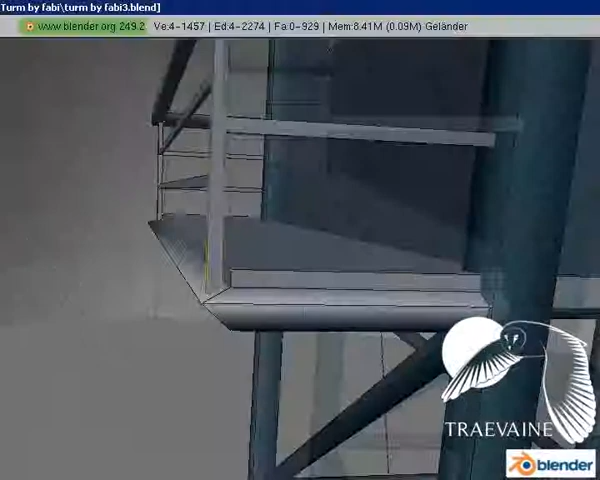 Turm by fabi\turm by fabi3.blend]
www.blender.org 249.2 Ve:4-1457 | Ed:4-2274 | Fa:0-929 | Mem:8.41M (0.09M) Geländer
TRAEVAINE
blender